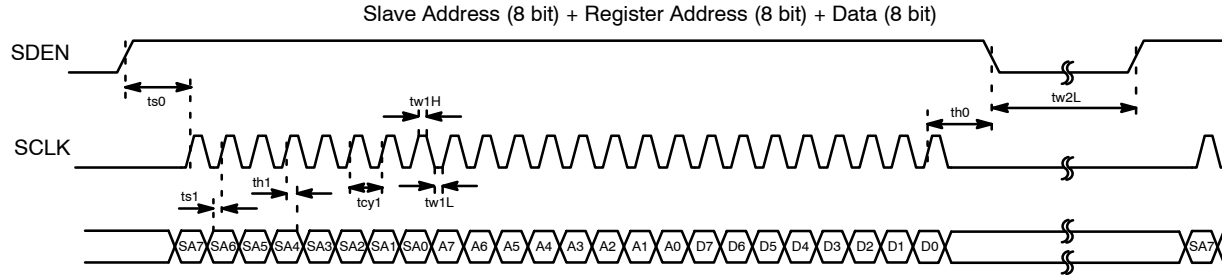 Slave Address (8 bit) + Register Address (8 bit) + Data (8 bit)
SDEN
ts0
tw1H
th0
tw2L
SCLK
ts1
th1
tcy1
tw1L
SA7 SA6 SA5 SA4 SA3 SA2 SA1 SA0 A7 A6 A5 A4 A3 A2 A1 A0 D7 D6 D5 D4 D3 D2 D1 D0 SA7